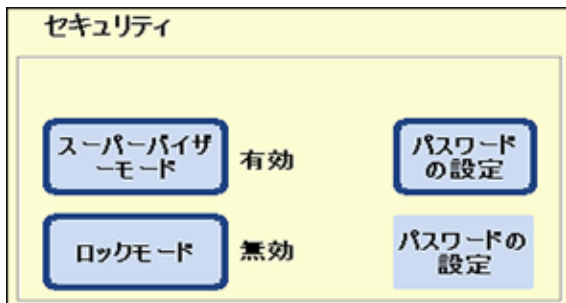 セキュリティ
スーパーバイザ
ーモード
有効
パスワード
の設定
ロックモード
無効
パスワードの
設定